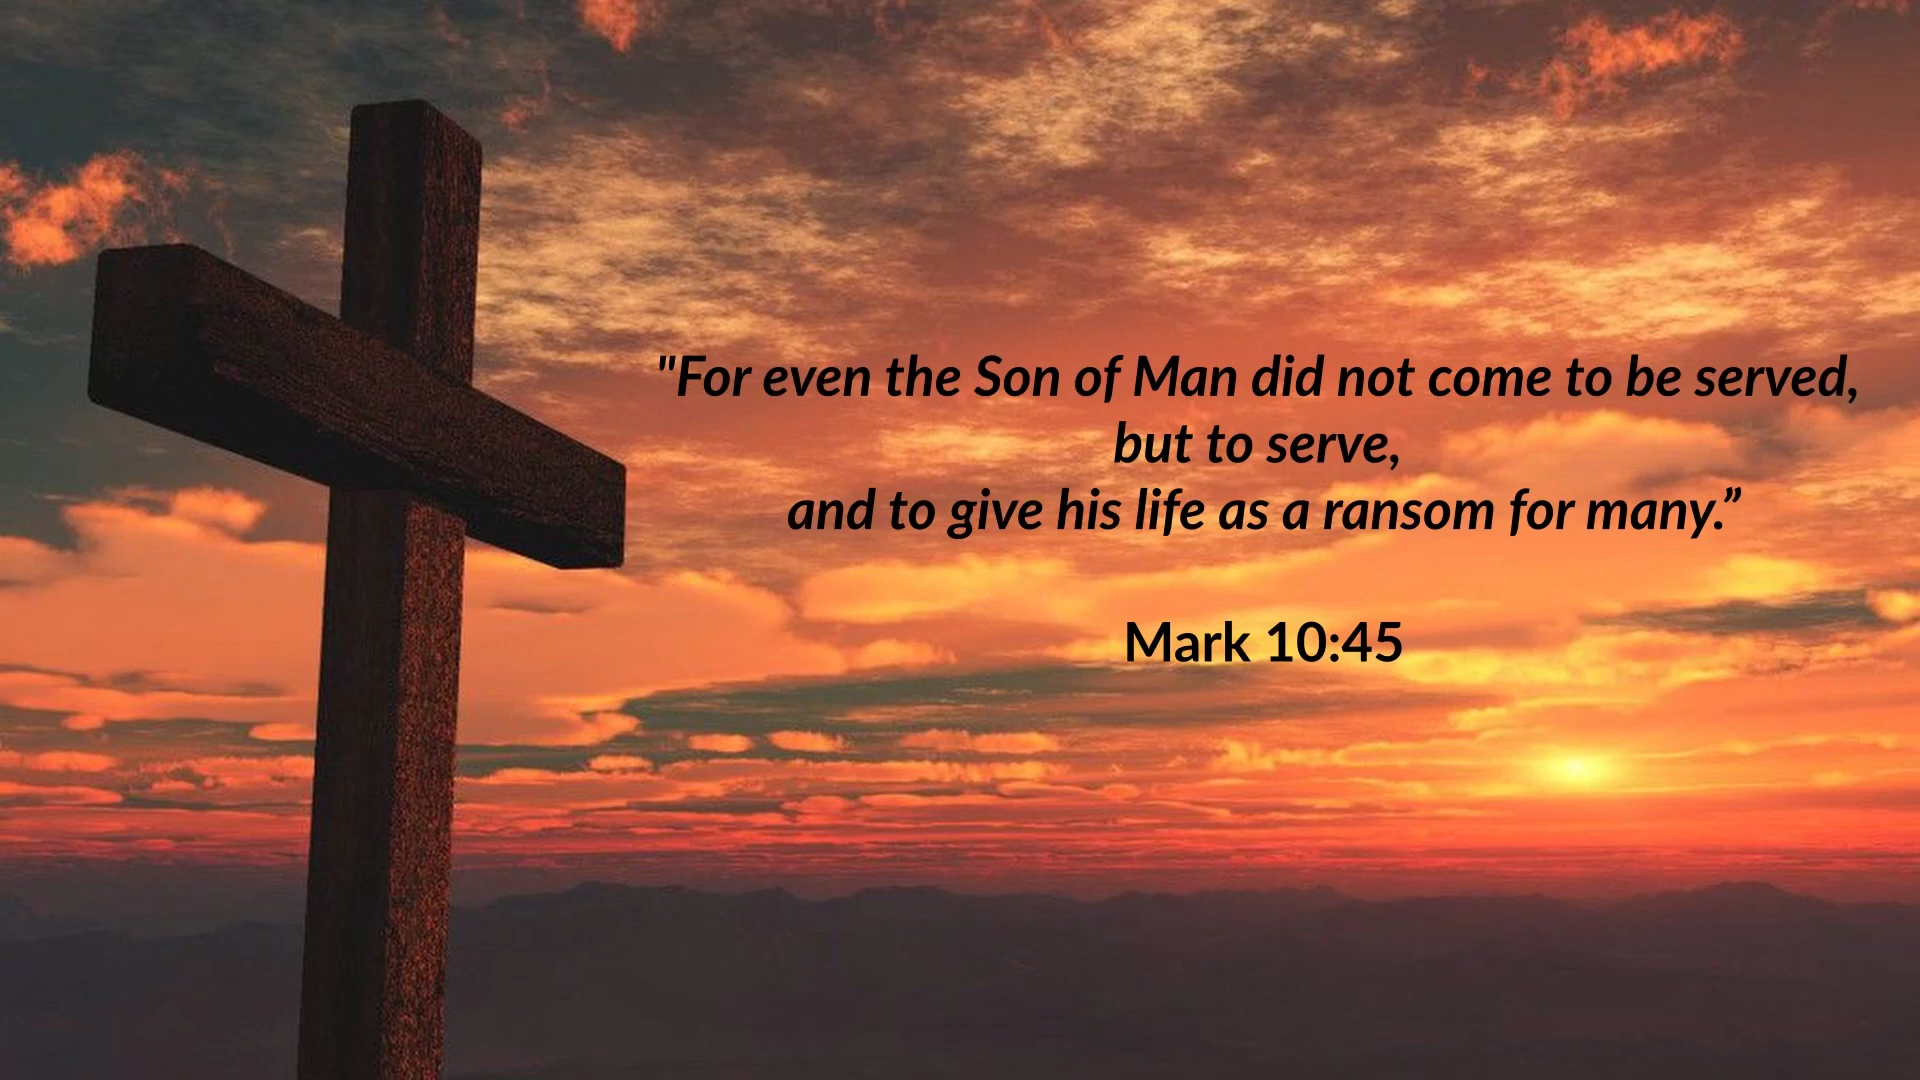 "For even the Son of Man did not come to be served,
but to serve,
and to give his life as a ransom for many.”
Mark 10:45